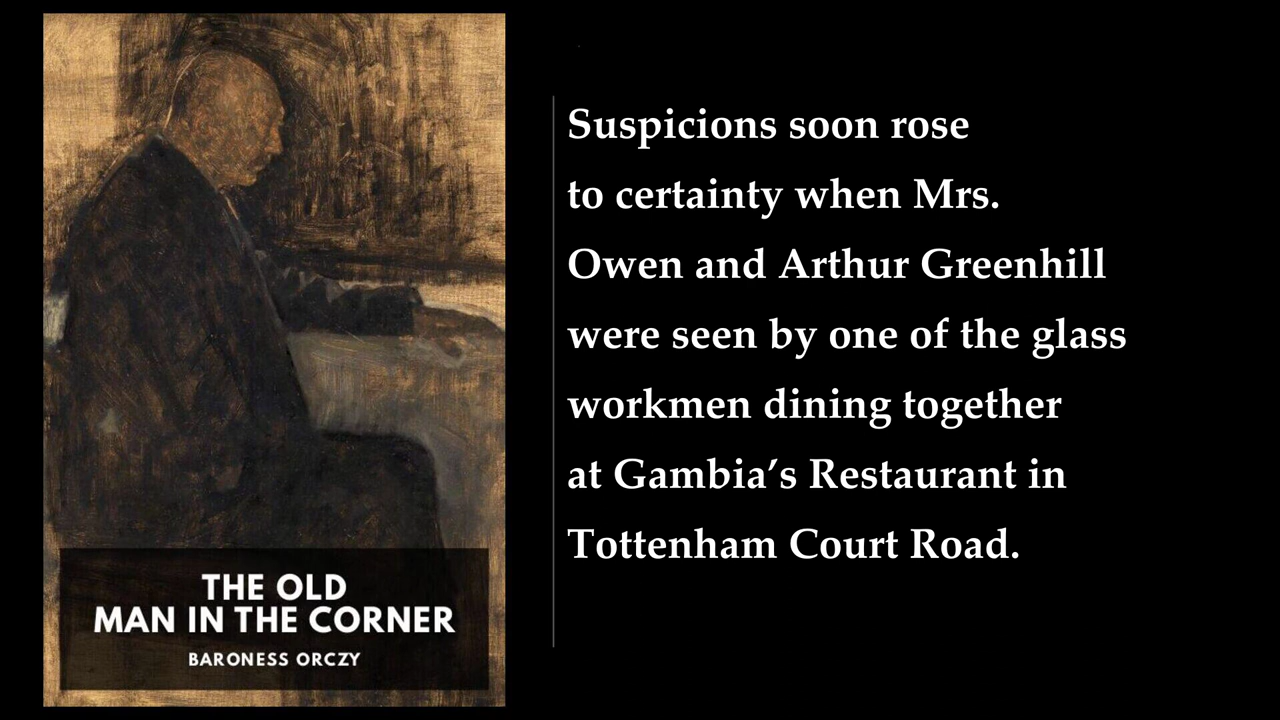 THE OLD
MAN IN THE CORNER
BARONESS ORCZY
Suspicions soon rose
to certainty when Mrs.
Owen and Arthur Greenhill
were seen by one of the glass
workmen dining together
at Gambia’s Restaurant in
Tottenham Court Road.